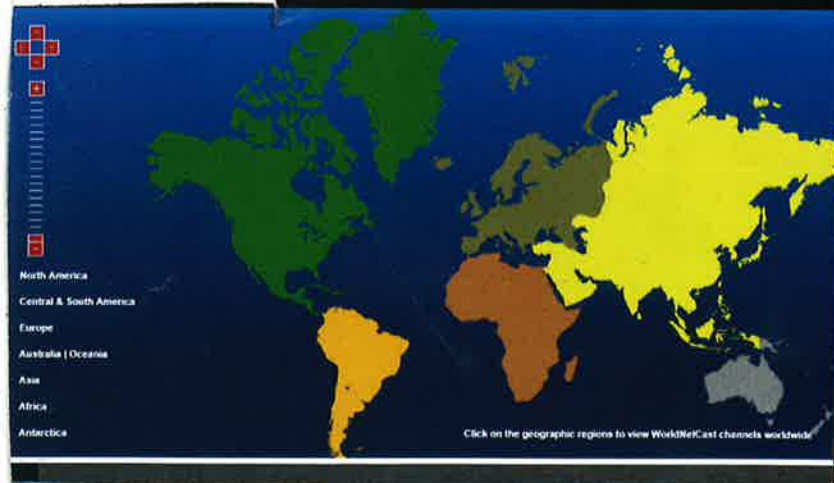 North America
Central & South America
Europe
Australia | Oceania
Asia
Africa
Antarctica
Click on the geographic regions to view WorldNetCast channels worldwide